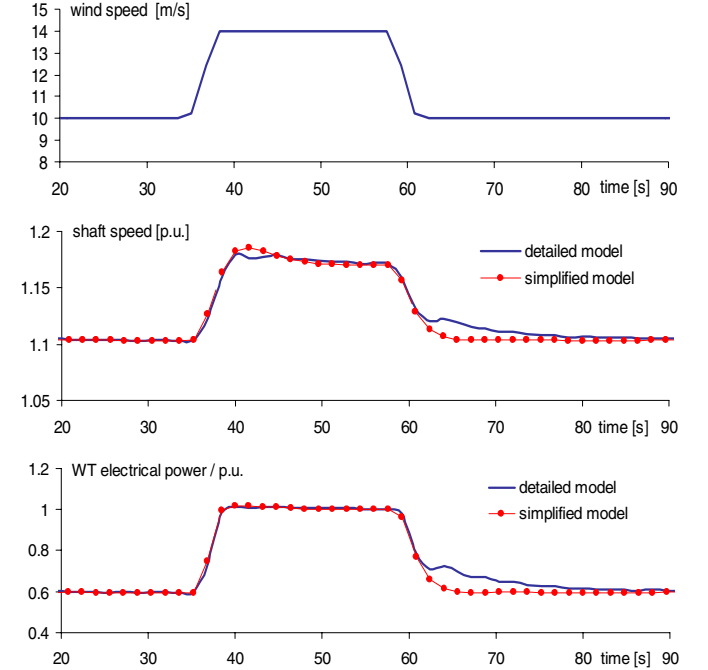 15 wind speed [m/s]
14
13
12
11
10
9
8
20 30 40 50 60 70 80 time [s] 90
1.2 shaft speed [p.u.]
detailed model
simplified model
1.15
1.1
1.05
20 30 40 50 60 70 80 time [s] 90
1.2 WT electrical power / p.u.
detailed model
simplified model
1
0.8
0.6
0.4
20 30 40 50 60 70 80 time [s] 90